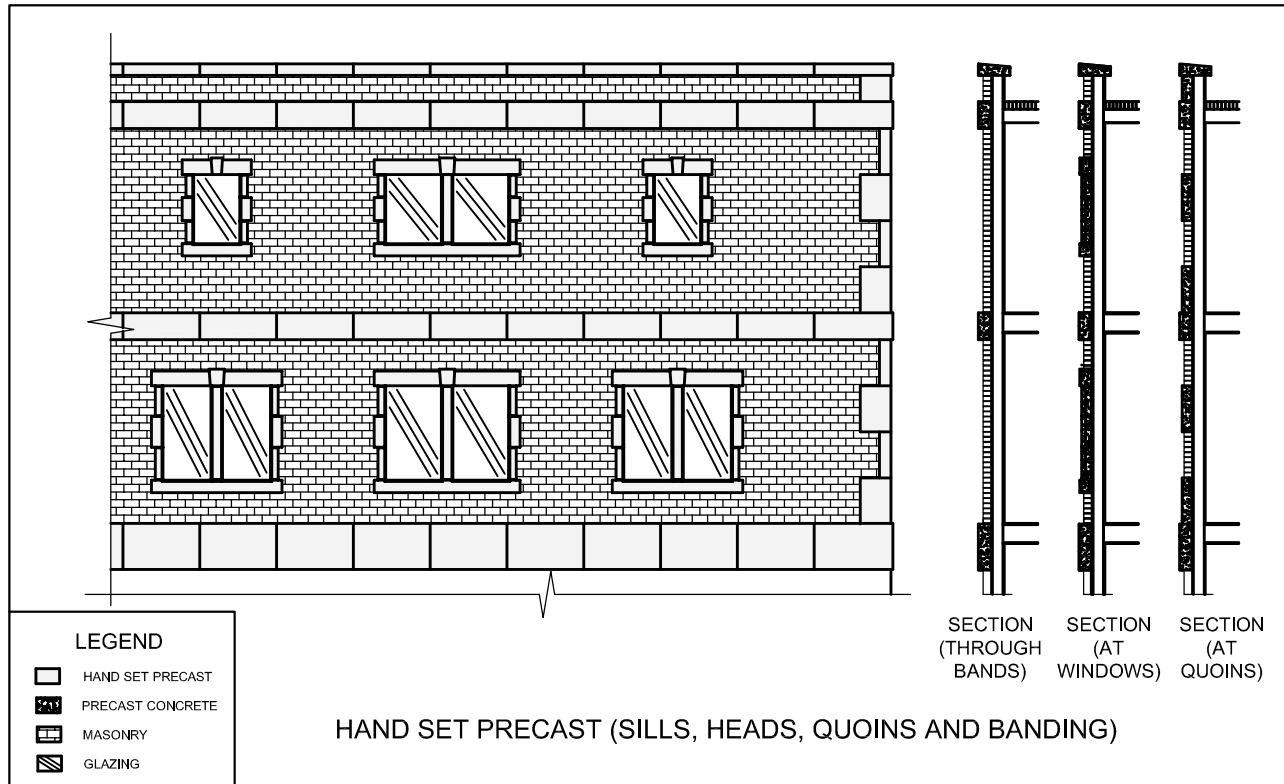 SECTION
(THROUGH
BANDS)
SECTION
(AT
WINDOWS)
SECTION
(AT
QUOINS)
LEGEND
HAND SET PRECAST
PRECAST CONCRETE
MASONRY
GLAZING
HAND SET PRECAST (SILLS, HEADS, QUOINS AND BANDING)